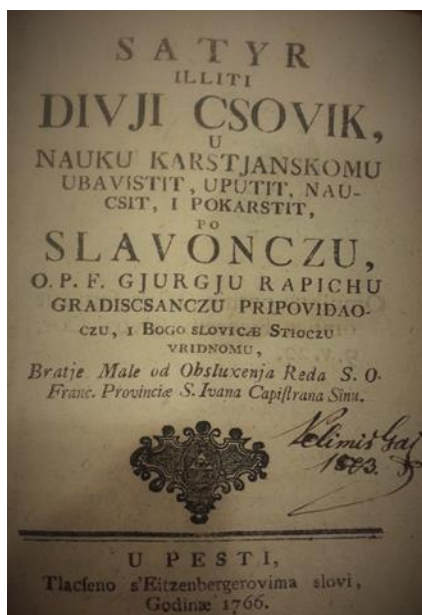 SATYR
ILLITI
DIVJI CSOVIK,
U
NAUKU KARSTJANSKOMU
UBAVISTIT, UPUTIT, NAU-
CSIT, I POKARSTIT,
PO
SLAVONCZU,
O. P. F. GJURGJU RAPICHU
GRADISCSANCZU PRIPOVIDAO-
CZU, I BOGO SLOVICÆ STIOCZU
VRIDNOMU,
Bratje Male od Obsluxenja Reda S. O.
Franc. Provinciæ S. Ivana Capiſtrana Sinu.
Velimir Gaj
1883.
U PESTI,
Tlacſeno s'Eitzenbergerovima slovi,
Godinæ 1766.